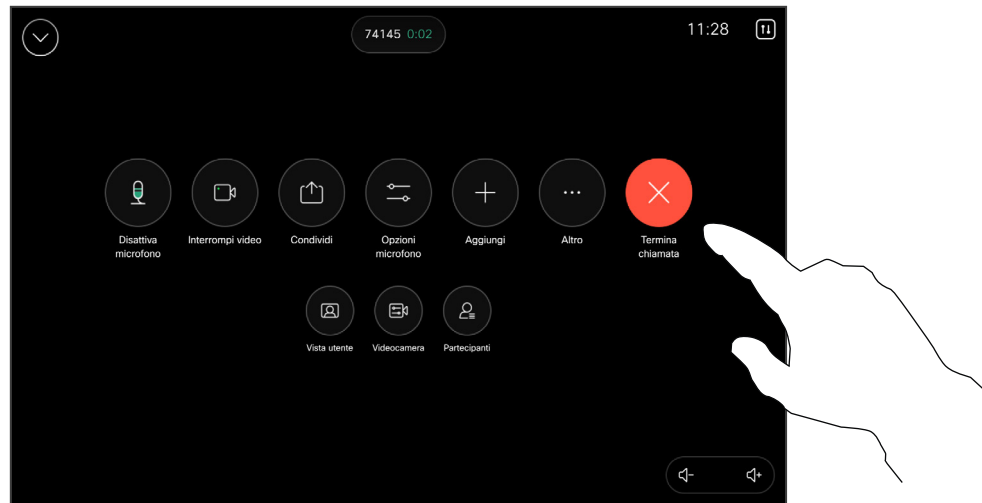 74145 0:02
11:28
Disattiva
microfono
Interrompi video
Condividi
Opzioni
microfono
Aggiungi
Altro
Termina
chiamata
Vista utente
Videocamera
Partecipanti